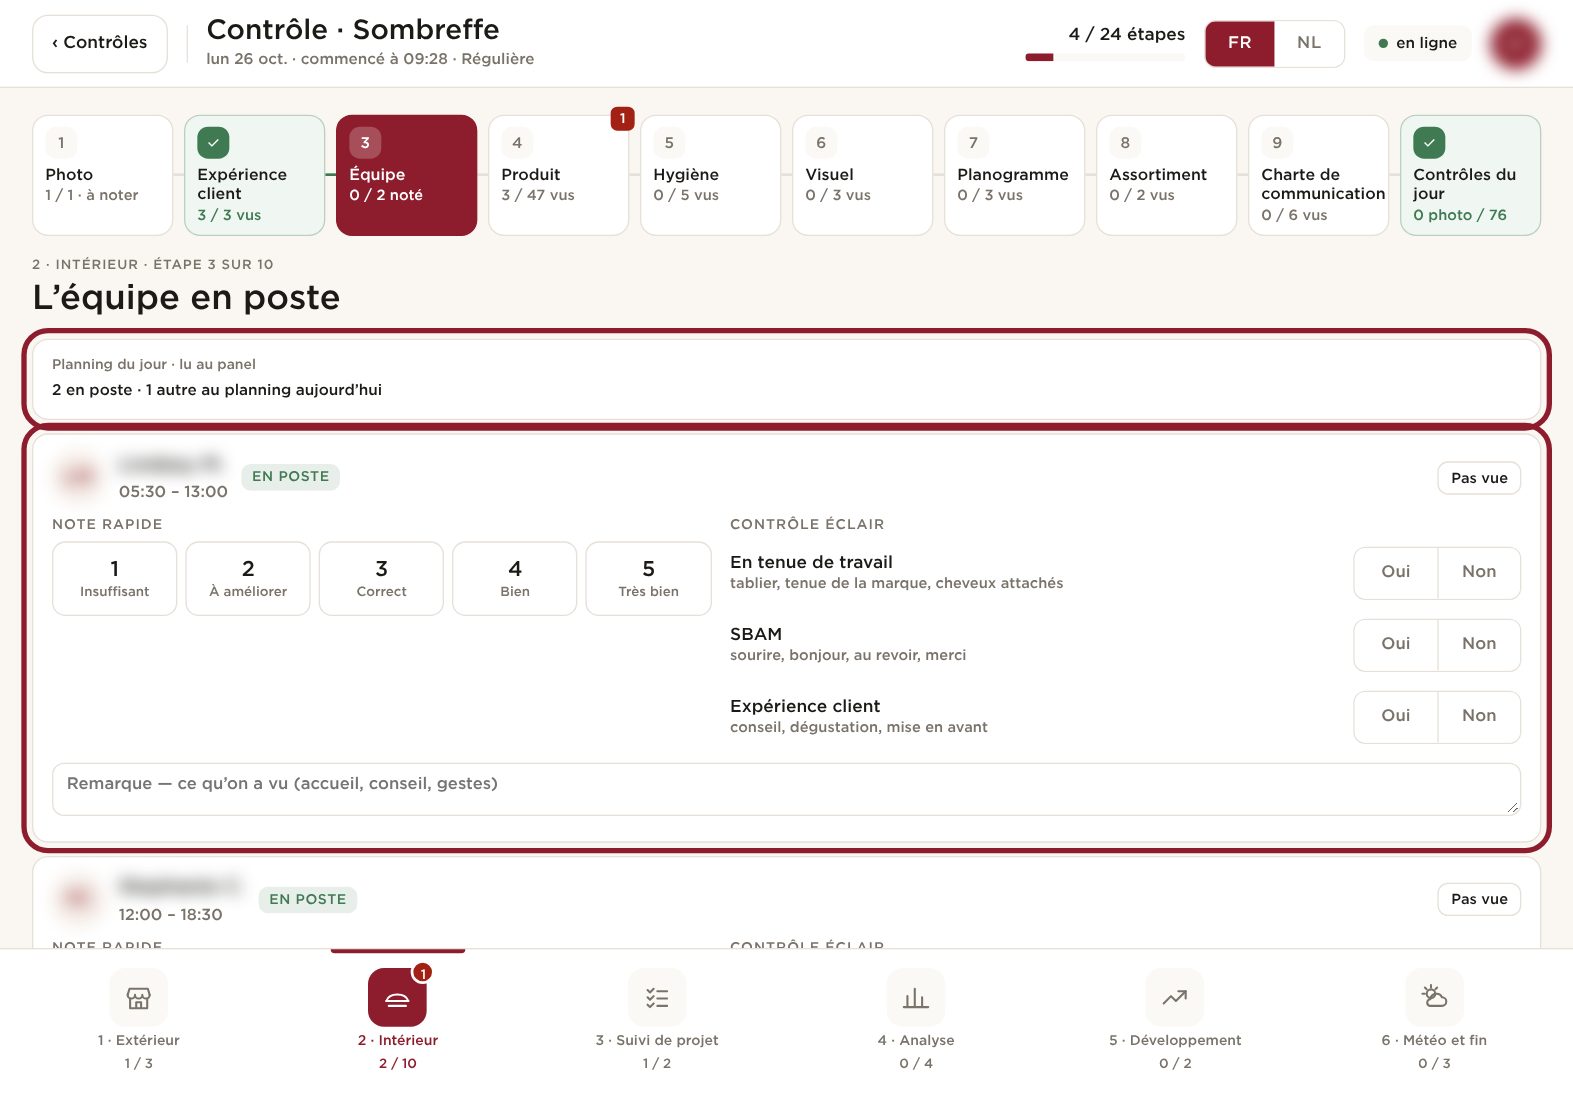 ‹ Contrôles
Contrôle · Sombreffe
lun 26 oct. · commencé à 09:28 · Régulière
4 / 24 étapes
FR
NL
en ligne
1
Photo
1 / 1 · à noter
Expérience
client
3 / 3 vus
3
Équipe
0 / 2 noté
1
4
Produit
3 / 47 vus
5
Hygiène
0 / 5 vus
6
Visuel
0 / 3 vus
7
Planogramme
0 / 3 vus
8
Assortiment
0 / 2 vus
9
Charte de
communication
0 / 6 vus
Contrôles du
jour
0 photo / 76
2 · INTÉRIEUR · ÉTAPE 3 SUR 10
L’équipe en poste
Planning du jour · lu au panel
2 en poste · 1 autre au planning aujourd’hui
05:30 – 13:00
EN POSTE
Pas vue
NOTE RAPIDE
1
Insuffisant
2
À améliorer
3
Correct
4
Bien
5
Très bien
CONTRÔLE ÉCLAIR
En tenue de travail
tablier, tenue de la marque, cheveux attachés
Oui
Non
SBAM
sourire, bonjour, au revoir, merci
Oui
Non
Expérience client
conseil, dégustation, mise en avant
Oui
Non
Remarque — ce qu’on a vu (accueil, conseil, gestes)
12:00 – 18:30
EN POSTE
Pas vue
NOTE RAPIDE
CONTRÔLE ÉCLAIR
1 · Extérieur
1 / 3
1
2 · Intérieur
2 / 10
3 · Suivi de projet
1 / 2
4 · Analyse
0 / 4
5 · Développement
0 / 2
6 · Météo et fin
0 / 3